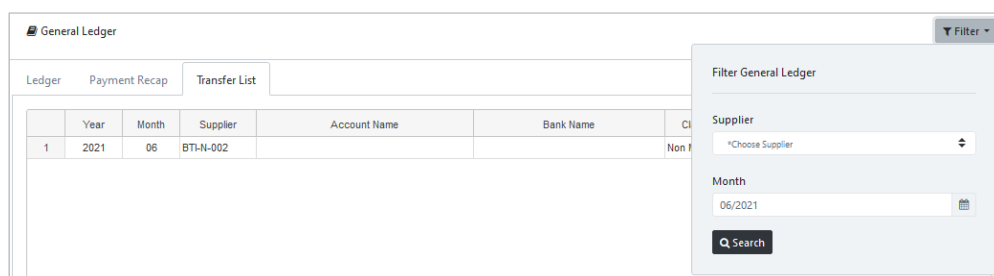 General Ledger
Filter
Ledger Payment Recap Transfer List
Year Month Supplier Account Name Bank Name
1 2021 06 BTI-N-002 Non
Filter General Ledger
Supplier
*Choose Supplier
Month
06/2021
Search